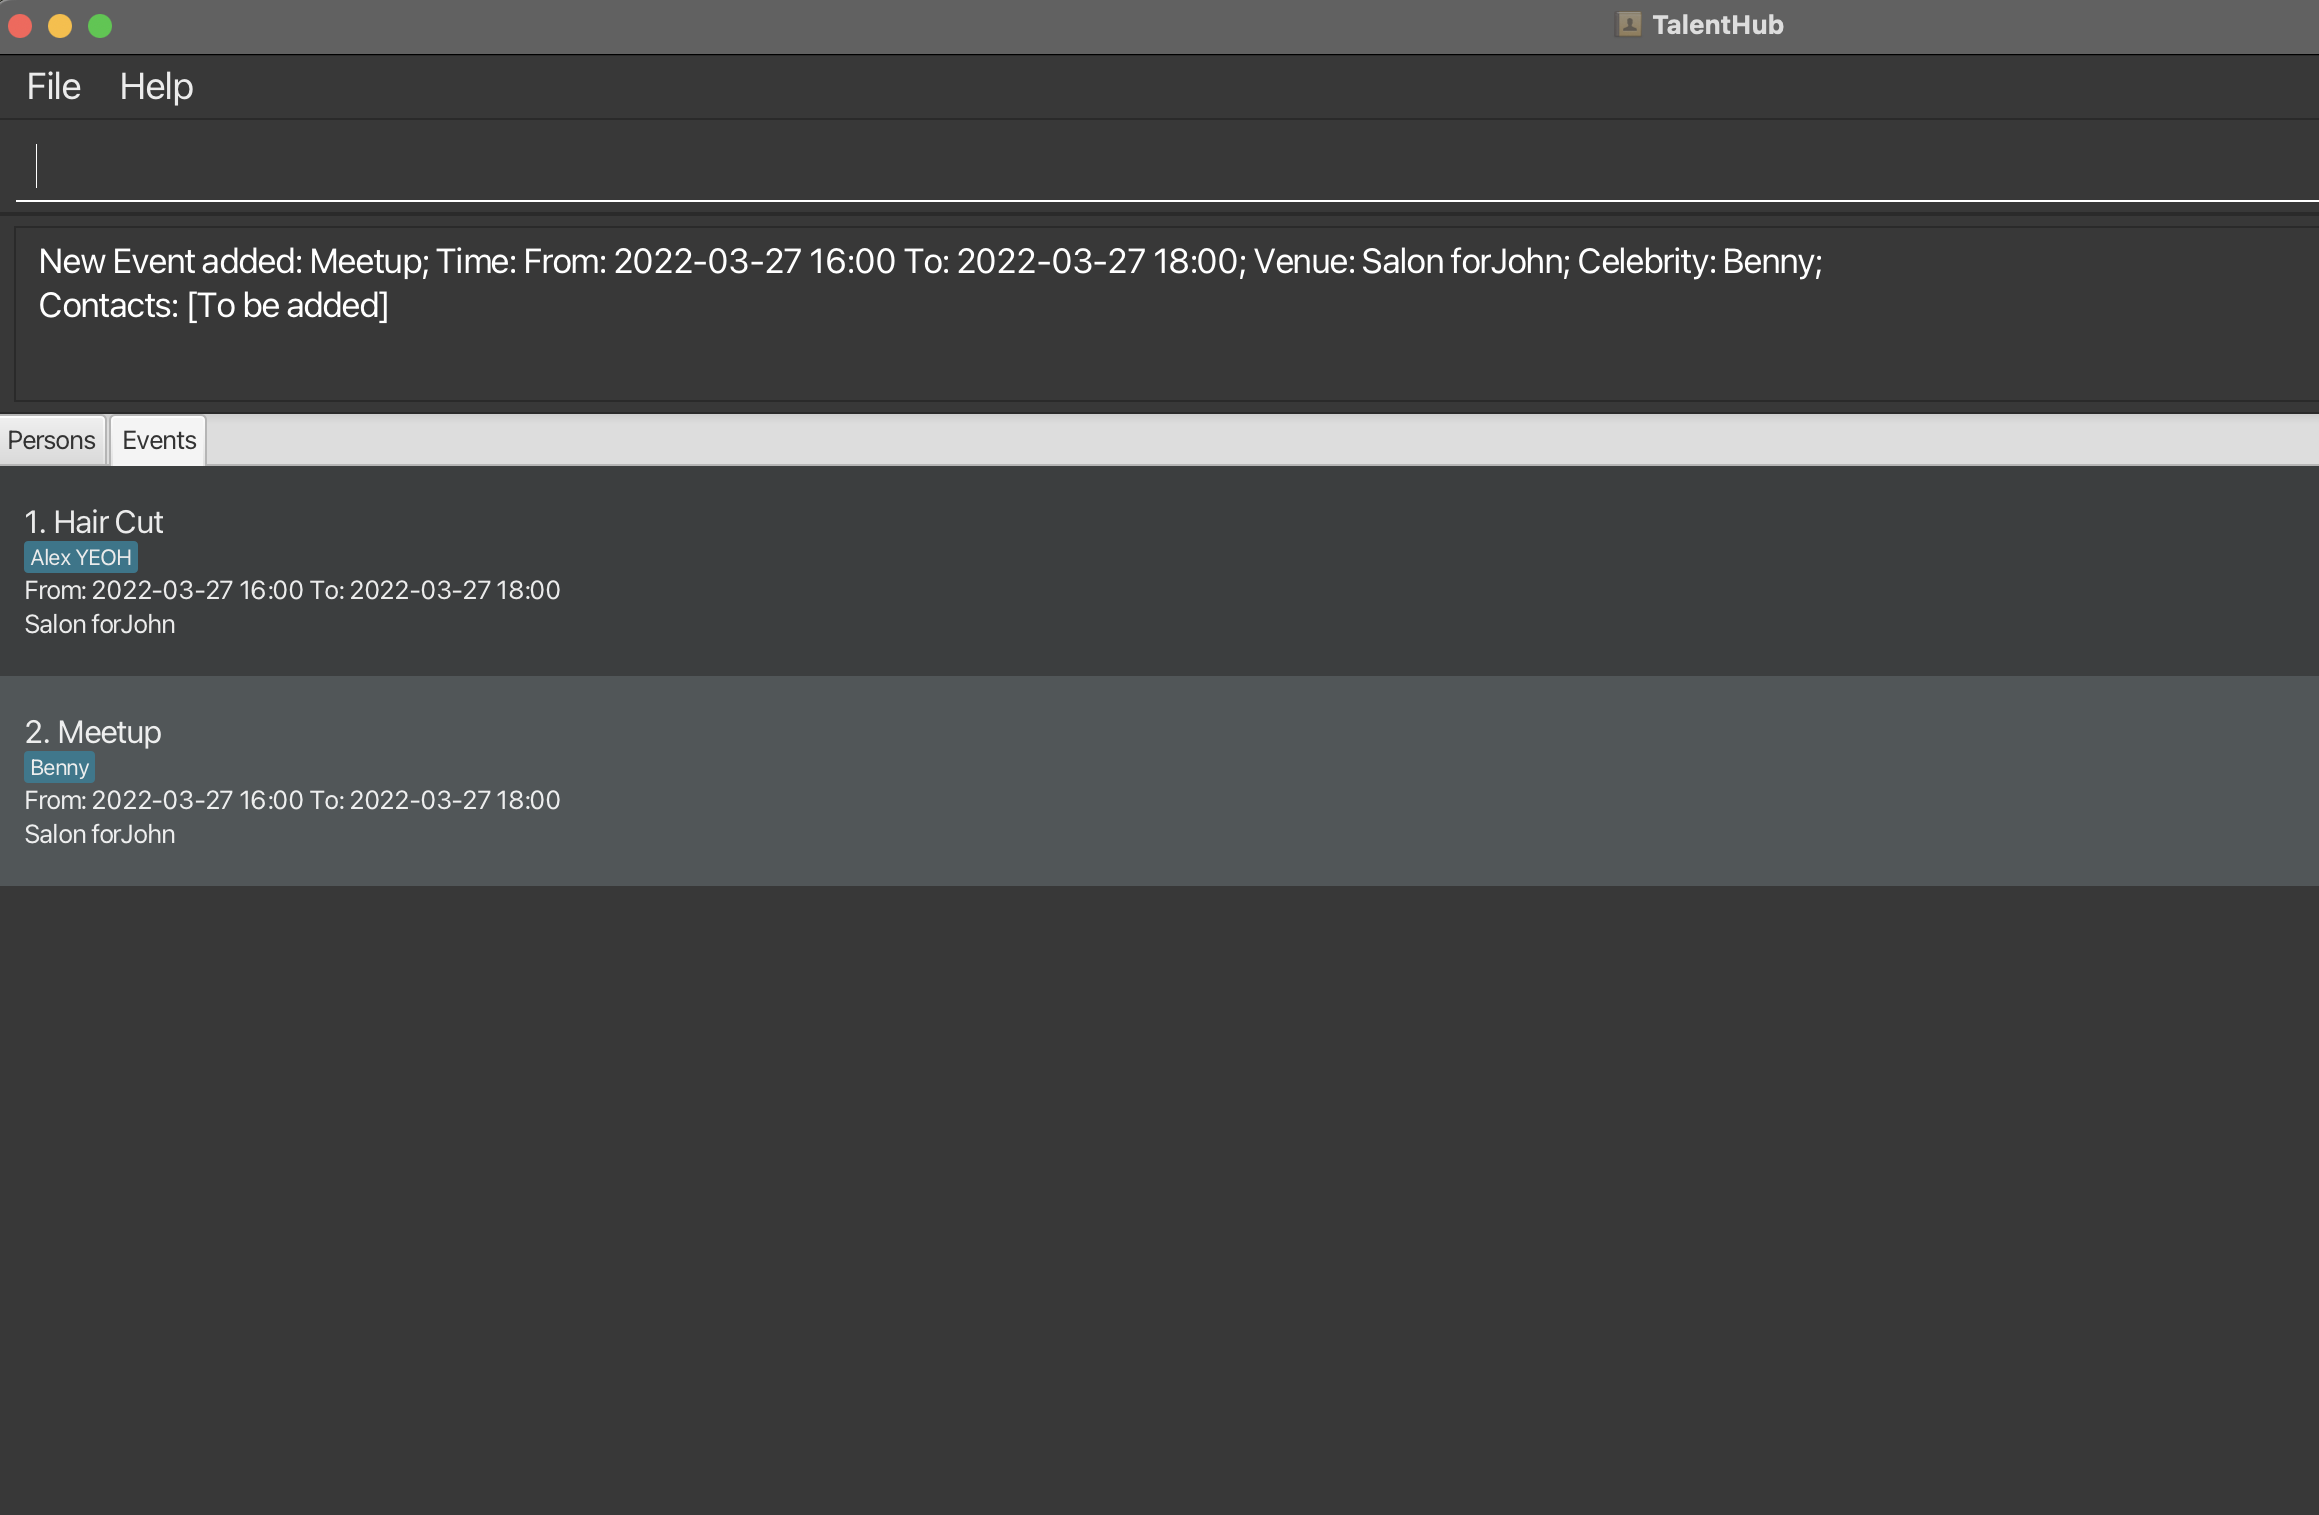 TalentHub
File Help
New Event added: Meetup; Time: From: 2022-03-27 16:00 To: 2022-03-27 18:00; Venue: Salon forJohn; Celebrity: Benny;
Contacts: [To be added]
Persons Events
1. Hair Cut
Alex YEOH
From: 2022-03-27 16:00 To: 2022-03-27 18:00
Salon forJohn
2. Meetup
Benny
From: 2022-03-27 16:00 To: 2022-03-27 18:00
Salon forJohn